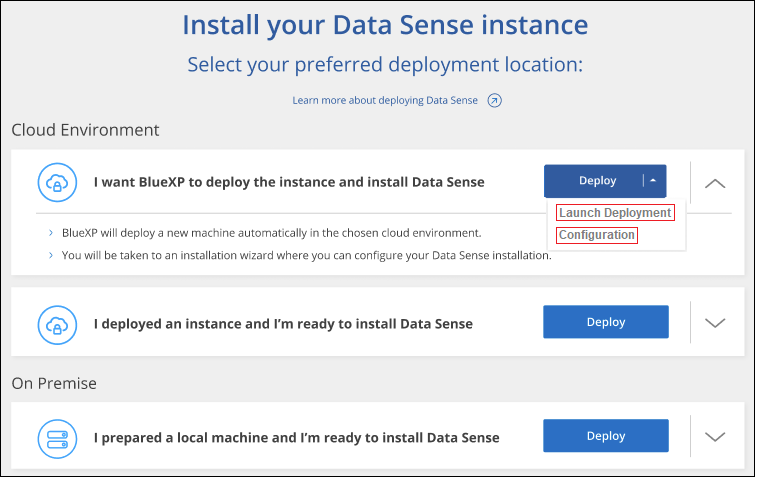 Install your Data Sense instance
Select your preferred deployment location:
Learn more about deploying Data Sense
Cloud Environment
I want BlueXP to deploy the instance and install Data Sense
Deploy
Launch Deployment
Configuration
BlueXP will deploy a new machine automatically in the chosen cloud environment.
You will be taken to an installation wizard where you can configure your Data Sense installation.
I deployed an instance and I’m ready to install Data Sense
Deploy
On Premise
I prepared a local machine and I’m ready to install Data Sense
Deploy